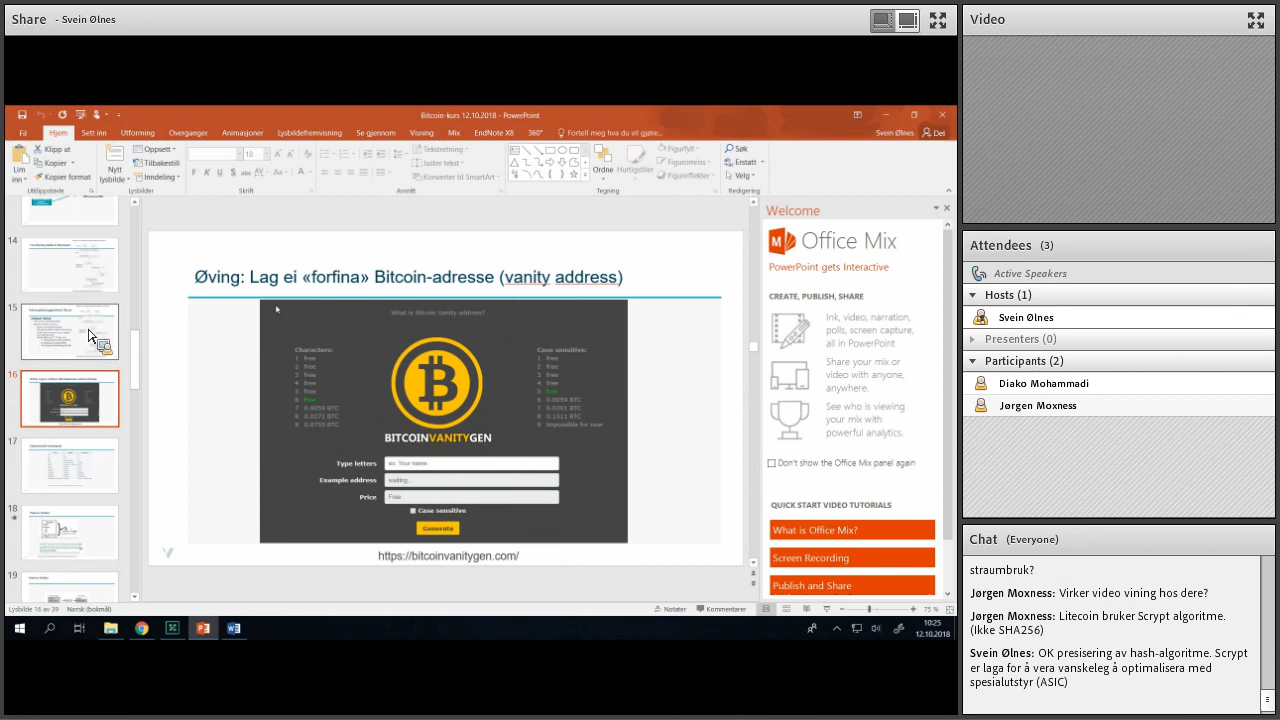 Share - Svein Ølnes
Video
Bitcoin-kurs 12.10.2018 - PowerPoint
Fil Hjem Sett inn Utforming Overganger Animasjoner Lysbildefremvisning Se gjennom Visning Mix EndNote X8 360° Fortell meg hva du vil gjøre...
Svein Ølnes Del
Lim inn
Klipp ut
Kopier
Kopier format
Utklippstavle
Nytt lysbilde
Oppsett
Tilbakestill
Inndeling
Lysbilder
18
Skrift
Tekstretning
Juster tekst
Konverter til SmartArt
Avsnitt
Ordne
Hurtigstiler
Figurfyll
Figuromriss
Figureffekter
Tegning
Søk
Erstatt
Velg
Redigering
14
15
16
17
18
19
Øving: Lag ei «forfina» Bitcoin-adresse (vanity address)
What is Bitcoin Vanity address?
Characters:
1 free
2 free
3 free
4 free
5 free
6 free
7 0.0059 BTC
8 0.0271 BTC
9 0.0755 BTC
BITCOINVANITYGEN
Case sensitive:
1 free
2 free
3 free
4 free
5 free
6 0.0059 BTC
7 0.0301 BTC
8 0.1511 BTC
9 impossible for now
Type letters ex. Your name
Example address waiting..
Price Free
Case sensitive
Generate
https://bitcoinvanitygen.com/
Welcome
Office Mix
PowerPoint gets Interactive
CREATE, PUBLISH, SHARE
Ink, video, narration,
polls, screen capture,
all in PowerPoint
Share your mix or
video with anyone,
anywhere.
See who is viewing
your mix with
powerful analytics.
Don't show the Office Mix panel again
QUICK START VIDEO TUTORIALS
What is Office Mix?
Screen Recording
Publish and Share
Lysbilde 16 av 39 Norsk (bokmål)
Notater Kommentarer 75 %
10:25
12.10.2018
Attendees (3)
Active Speakers
Hosts (1)
Svein Ølnes
Presenters (0)
Participants (2)
Diako Mohammadi
Jørgen Moxness
Chat (Everyone)
straumbruk?
Jørgen Moxness: Virker video vining hos dere?
Jørgen Moxness: Litecoin bruker Scrypt algoritme.
(Ikke SHA256)
Svein Ølnes: OK presisering av hash-algoritme. Scrypt
er laga for å vera vanskeleg å optimalisera med
spesialutstyr (ASIC)